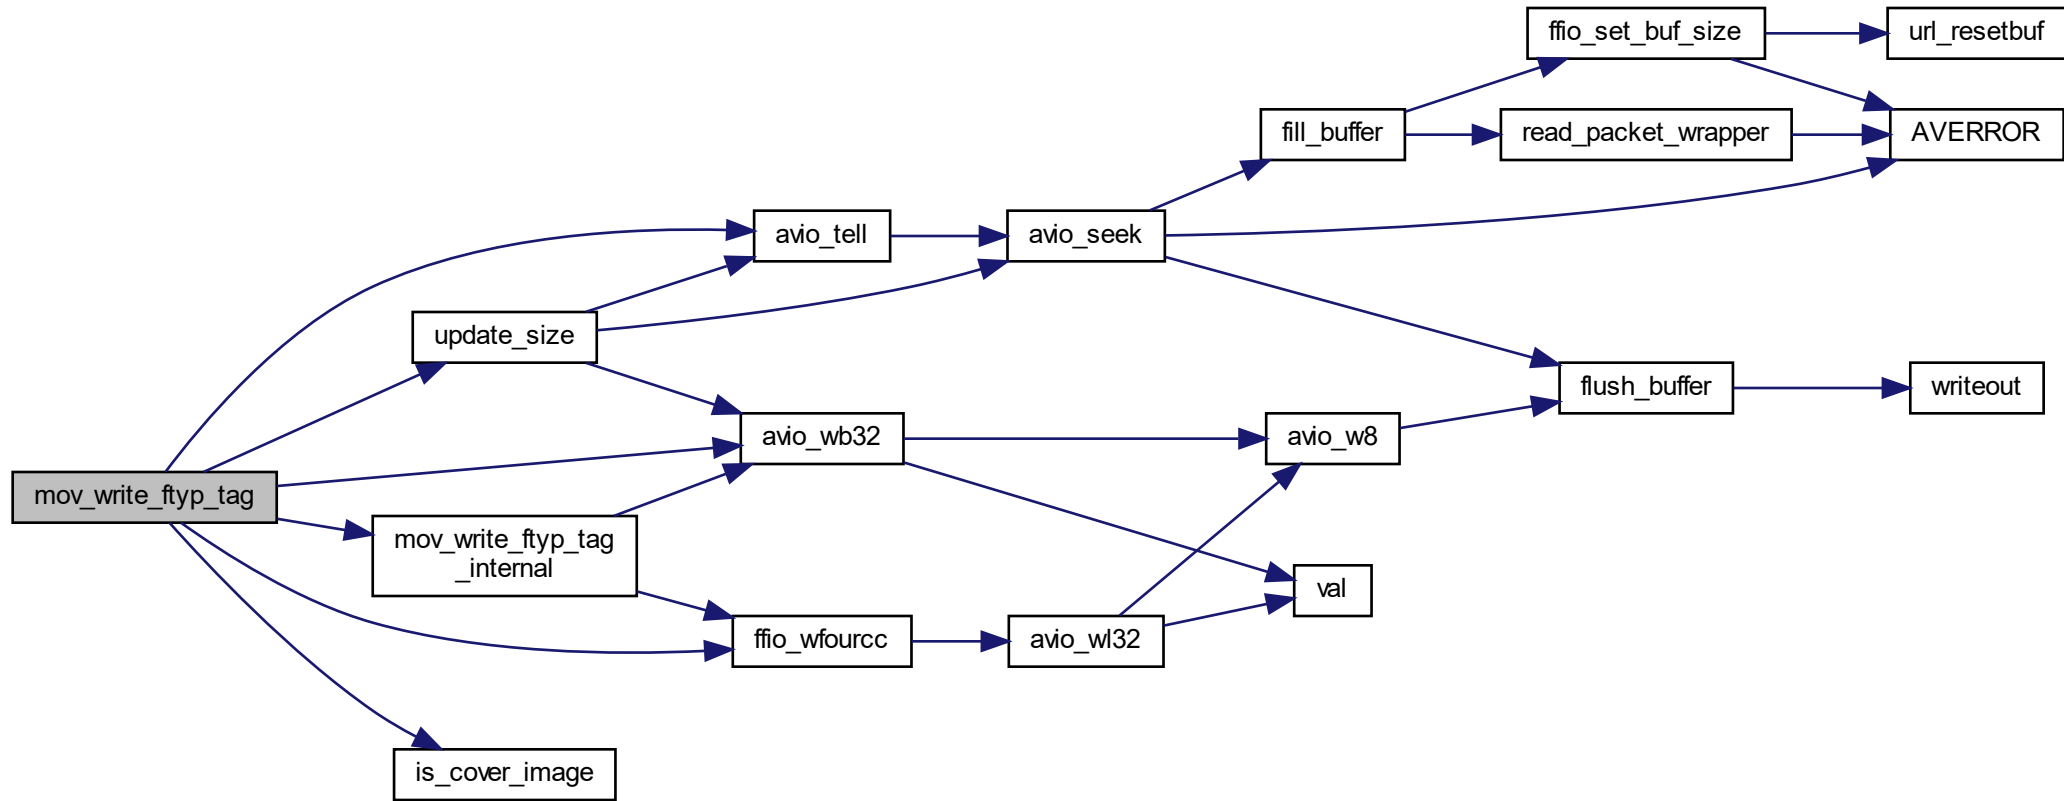 ffio_set_buf_size
url_resetbuf
fill_buffer
read_packet_wrapper
AVERROR
avio_tell
avio_seek
update_size
flush_buffer
writeout
avio_wb32
avio_w8
mov_write_ftyp_tag
mov_write_ftyp_tag
_internal
val
ffio_wfourcc
avio_wl32
is_cover_image